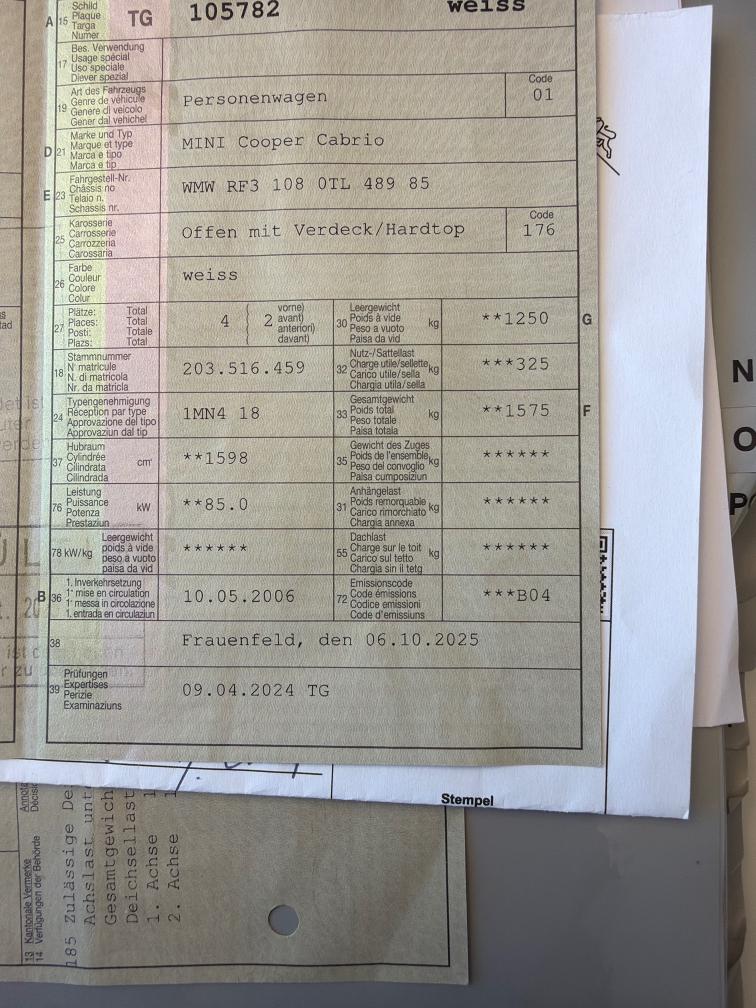 A 15 Schild
Plaque
Targa
Numer
TG 105782 weiss
17 Bes. Verwendung
Usage spécial
Uso speciale
Diever spezial
19 Art des Fahrzeugs
Genre de véhicule
Genere di veicolo
Gener dal vehichel
Personenwagen
Code
01
D 21 Marke und Typ
Marque et type
Marca e tipo
Marca e tip
MINI Cooper Cabrio
E 23 Fahrgestell-Nr.
Châssis no
Telaio n.
Schassis nr.
WMW RF3 108 0TL 489 85
25 Karosserie
Carrosserie
Carrozzeria
Carossaria
Offen mit Verdeck/Hardtop
Code
176
26 Farbe
Couleur
Colore
Colur
weiss
27 Plätze: Total
Places: Total
Posti: Totale
Plazs: Total
4 2 vorne)
avant)
anteriori)
davant)
30 Leergewicht
Poids à vide
Peso a vuoto
Paisa da vid
kg
**1250
G
18 Stammnummer
N° matricule
N. di matricola
Nr. da matricla
203.516.459
32 Nutz-/Sattellast
Charge utile/sellette
Carico utile/sella
Chargia utila/sella
kg
***325
24 Typengenehmigung
Réception par type
Approvazione del tipo
Approvaziun dal tip
1MN4 18
33 Gesamtgewicht
Poids total
Peso totale
Paisa totala
kg
**1575
F
37 Hubraum
Cylindrée
Cilindrata
Cilindrada
cm³
**1598
35 Gewicht des Zuges
Poids de l'ensemble
Peso del convoglio
Paisa cumposiziun
kg
******
76 Leistung
Puissance
Potenza
Prestaziun
kW
**85.0
31 Anhängelast
Poids remorquable
Carico rimorchiato
Chargia annexa
kg
******
78 kW/kg Leergewicht
poids à vide
peso a vuoto
paisa da vid
******
55 Dachlast
Charge sur le toit
Carico sul tetto
Chargia sin il tetg
kg
******
B 36 1. Inverkehrsetzung
1re mise en circulation
1a messa in circolazione
1. entrada en circulaziun
10.05.2006
72 Emissionscode
Code émissions
Codice emissioni
Code d'emissiuns
***B04
38 Frauenfeld, den 06.10.2025
39 Prüfungen
Expertises
Perizie
Examinaziuns
09.04.2024 TG
Stempel
13 Kantonale Vermerke
14 Verfügungen der Behörde
185 Zulässige De
Achslast unt
Gesamtgewich
Deichsellast
1. Achse
2. Achse
N
O